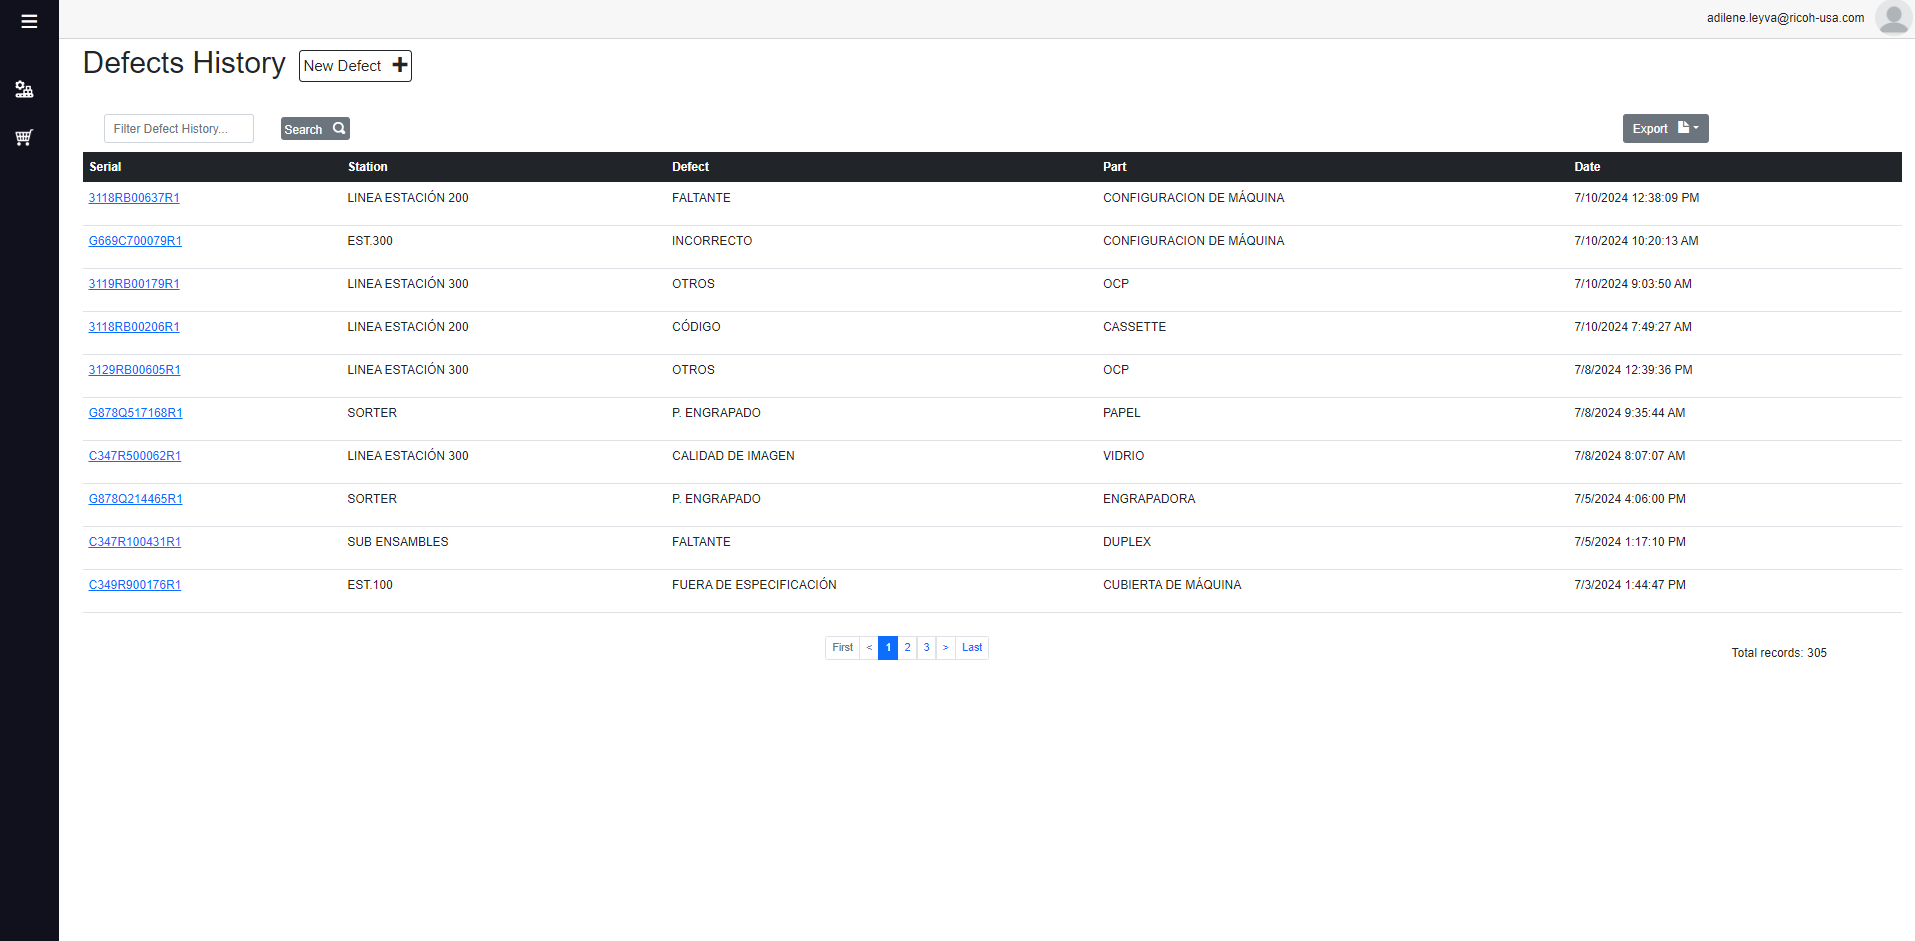 adilene.leyva@ricoh-usa.com
Defects History New Defect
Filter Defect History... Search Export
Serial Station Defect Part Date
3118RB00637R1 LINEA ESTACIÓN 200 FALTANTE CONFIGURACION DE MÁQUINA 7/10/2024 12:38:09 PM
G669C700079R1 EST.300 INCORRECTO CONFIGURACION DE MÁQUINA 7/10/2024 10:20:13 AM
3119RB00179R1 LINEA ESTACIÓN 300 OTROS OCP 7/10/2024 9:03:50 AM
3118RB00206R1 LINEA ESTACIÓN 200 CÓDIGO CASSETTE 7/10/2024 7:49:27 AM
3129RB00605R1 LINEA ESTACIÓN 300 OTROS OCP 7/8/2024 12:39:36 PM
G878Q517168R1 SORTER P. ENGRAPADO PAPEL 7/8/2024 9:35:44 AM
C347R500062R1 LINEA ESTACIÓN 300 CALIDAD DE IMAGEN VIDRIO 7/8/2024 8:07:07 AM
G878Q214465R1 SORTER P. ENGRAPADO ENGRAPADORA 7/5/2024 4:06:00 PM
C347R100431R1 SUB ENSAMBLES FALTANTE DUPLEX 7/5/2024 1:17:10 PM
C349R900176R1 EST.100 FUERA DE ESPECIFICACIÓN CUBIERTA DE MÁQUINA 7/3/2024 1:44:47 PM
First < 1 2 3 > Last
Total records: 305